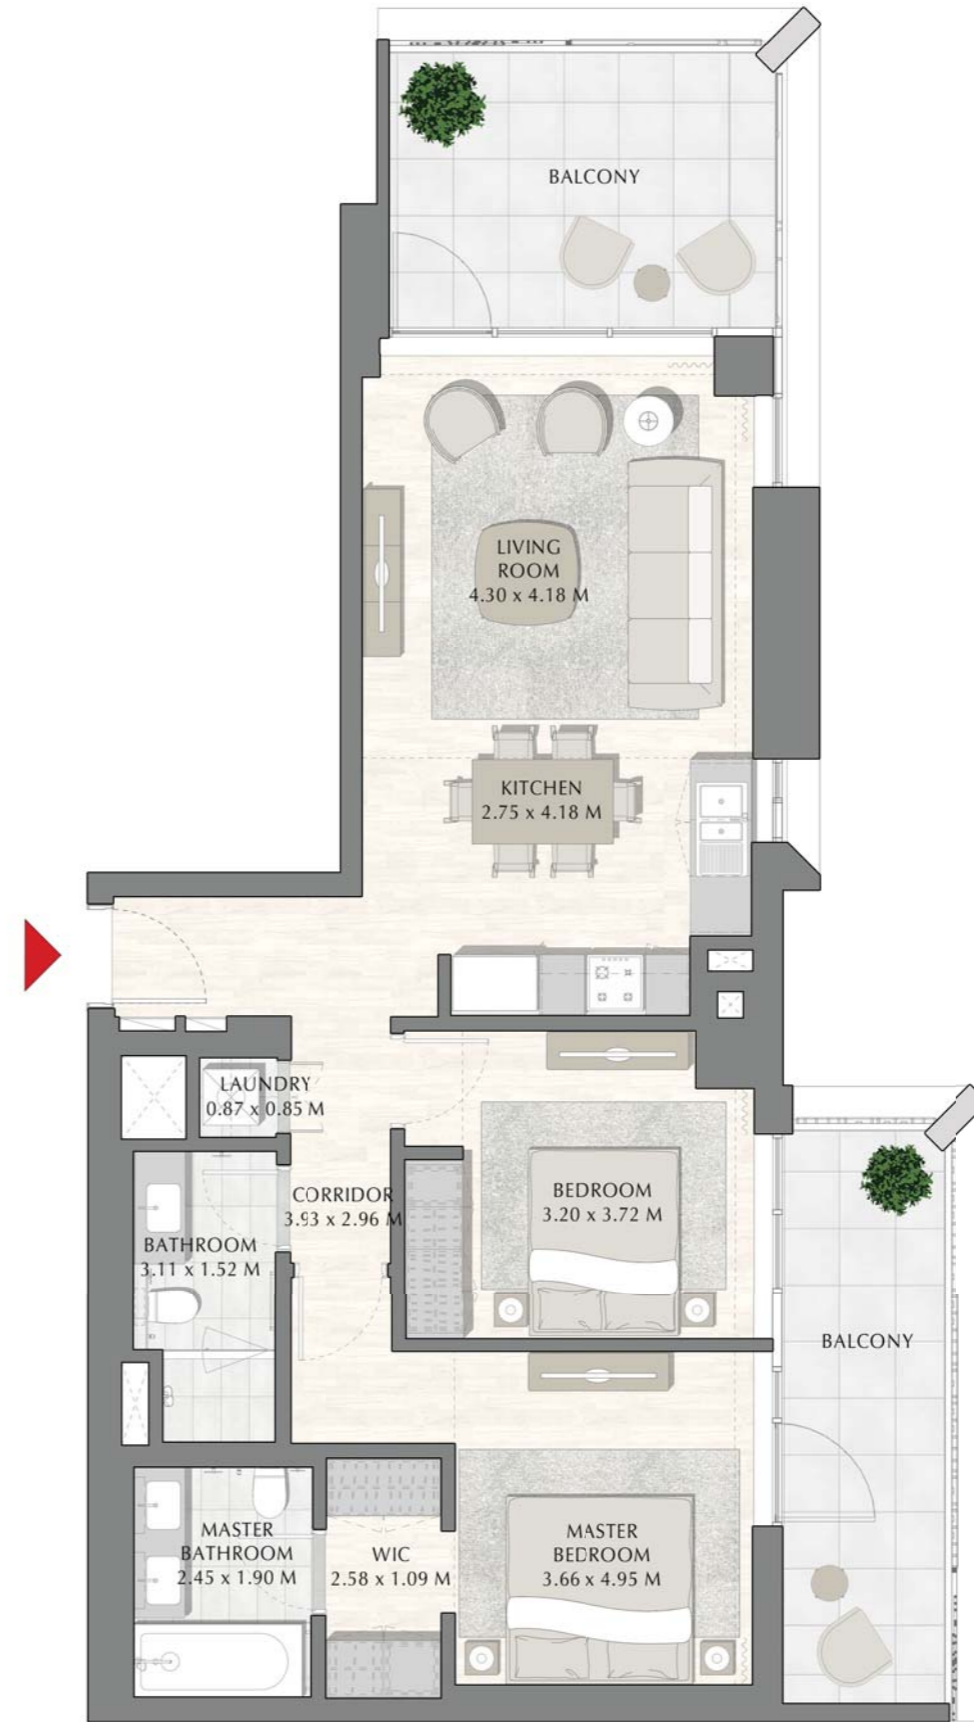 BALCONY
LIVING
ROOM
4.30 x 4.18 M
KITCHEN
2.75 x 4.18 M
LAUNDRY
0.87 x 0.85 M
CORRIDOR
3.93 x 2.96 M
BEDROOM
3.20 x 3.72 M
BATHROOM
3.11 x 1.52 M
BALCONY
MASTER
BATHROOM
2.45 x 1.90 M
WIC
2.58 x 1.09 M
MASTER
BEDROOM
3.66 x 4.95 M